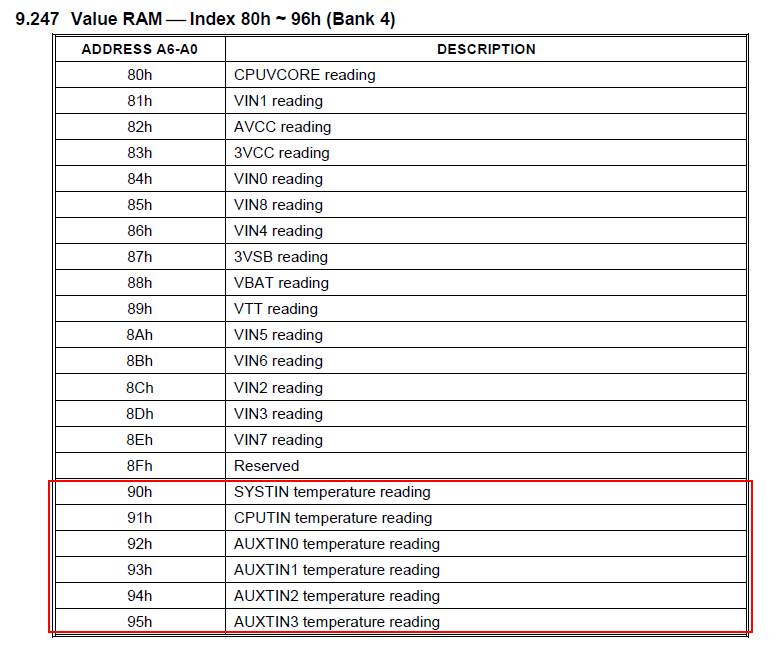 9.247 Value RAM — Index 80h ~ 96h (Bank 4)
ADDRESS A6-A0 DESCRIPTION
80h CPUVCORE reading
81h VIN1 reading
82h AVCC reading
83h 3VCC reading
84h VIN0 reading
85h VIN8 reading
86h VIN4 reading
87h 3VSB reading
88h VBAT reading
89h VTT reading
8Ah VIN5 reading
8Bh VIN6 reading
8Ch VIN2 reading
8Dh VIN3 reading
8Eh VIN7 reading
8Fh Reserved
90h SYSTIN temperature reading
91h CPUTIN temperature reading
92h AUXTIN0 temperature reading
93h AUXTIN1 temperature reading
94h AUXTIN2 temperature reading
95h AUXTIN3 temperature reading